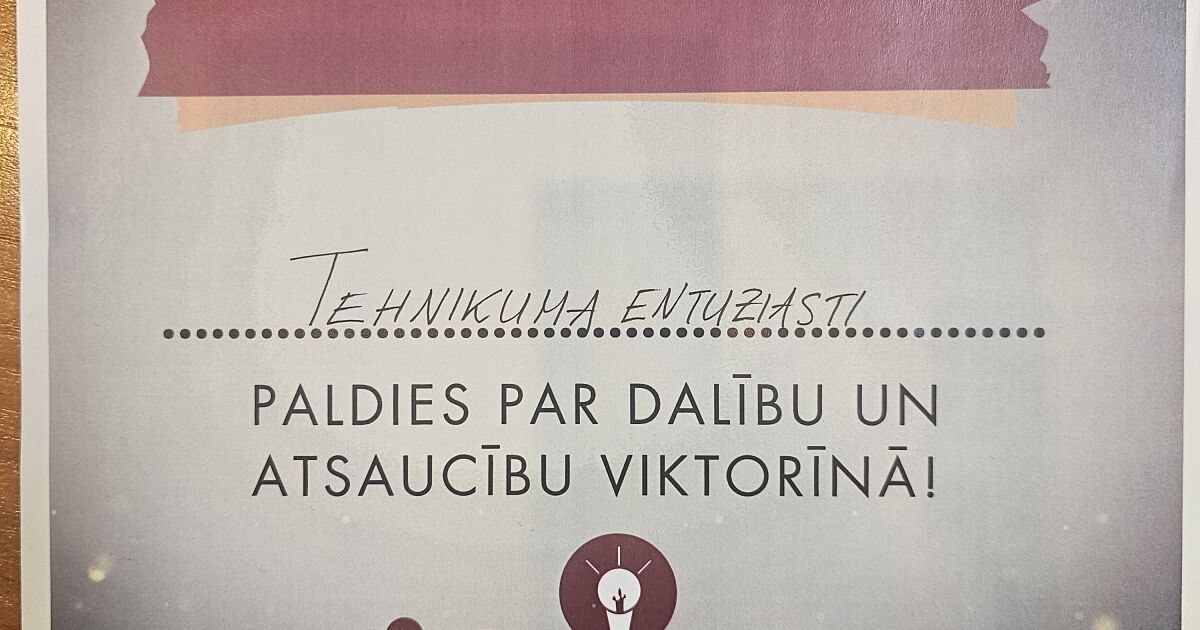 TEHNIKUMA ENTUZIASTI
PALDIES PAR DALĪBU UN
ATSAUCĪBU VIKTORĪNĀ!